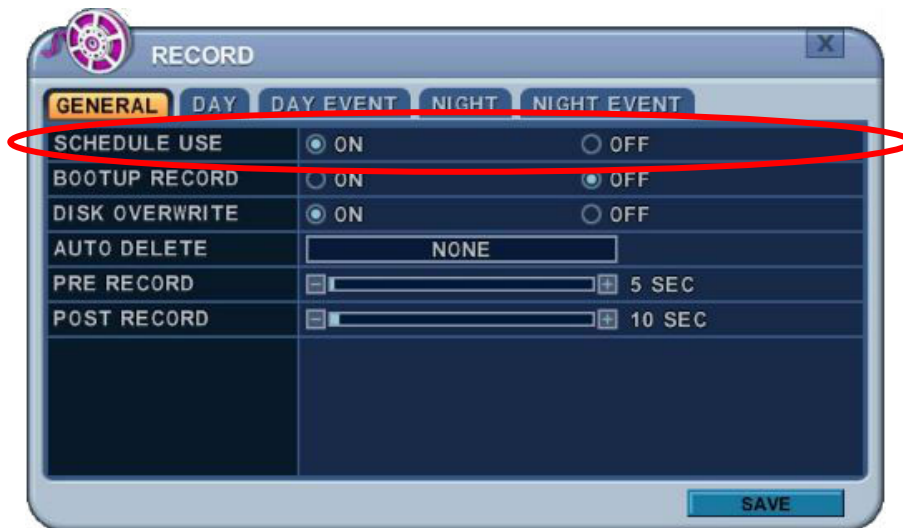 RECORD
X
GENERAL DAY DAY EVENT NIGHT NIGHT EVENT
SCHEDULE USE ON OFF
BOOTUP RECORD ON OFF
DISK OVERWRITE ON OFF
AUTO DELETE NONE
PRE RECORD - + 5 SEC
POST RECORD - + 10 SEC
SAVE